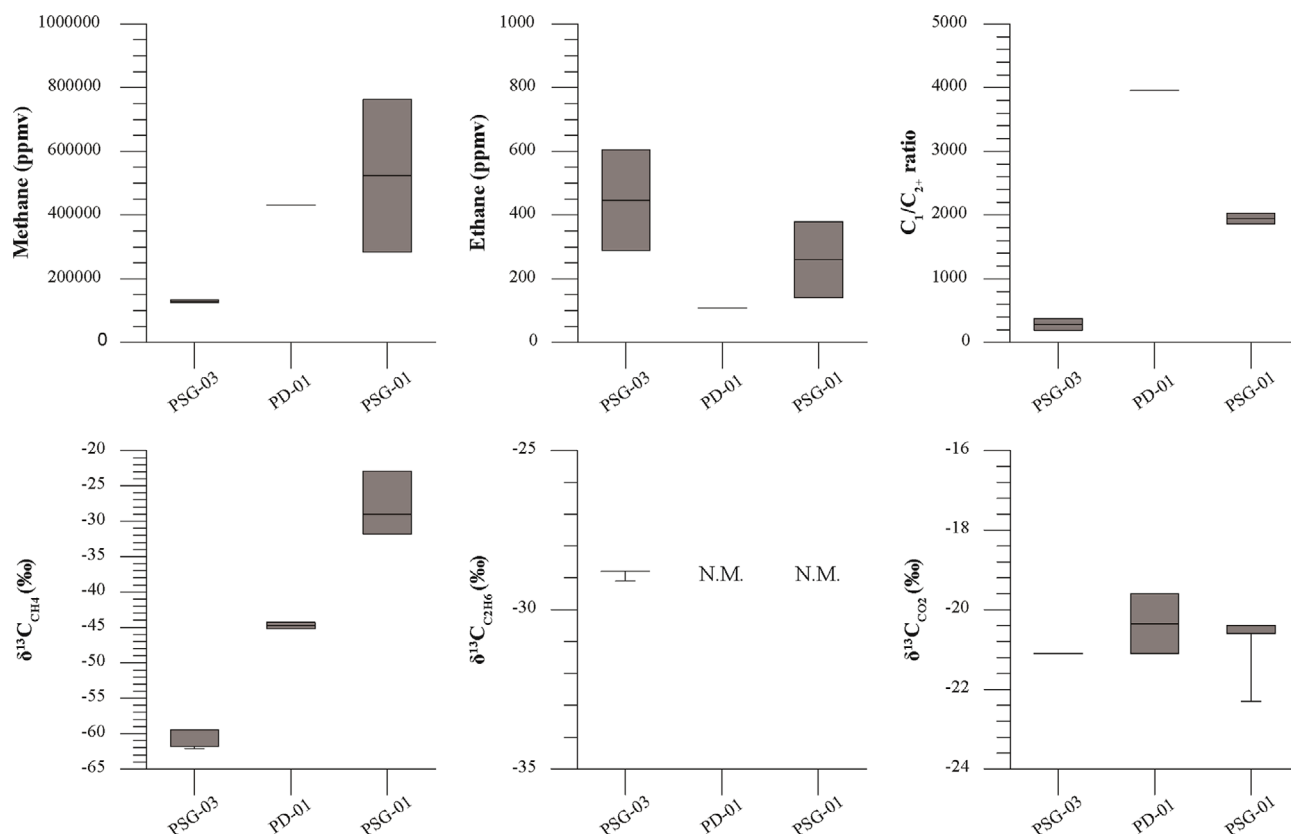 Methane (ppmv)
1000000
800000
600000
400000
200000
0
PSG-03
PD-01
PSG-01
Ethane (ppmv)
1000
800
600
400
200
0
PSG-03
PD-01
PSG-01
C₁/C₂₊ ratio
5000
4000
3000
2000
1000
0
PSG-03
PD-01
PSG-01
δ¹³C_CH4 (‰)
-20
-25
-30
-35
-40
-45
-50
-55
-60
-65
PSG-03
PD-01
PSG-01
δ¹³C_C2H6 (‰)
-25
-30
-35
N.M.
N.M.
PSG-03
PD-01
PSG-01
δ¹³C_CO2 (‰)
-16
-18
-20
-22
-24
PSG-03
PD-01
PSG-01